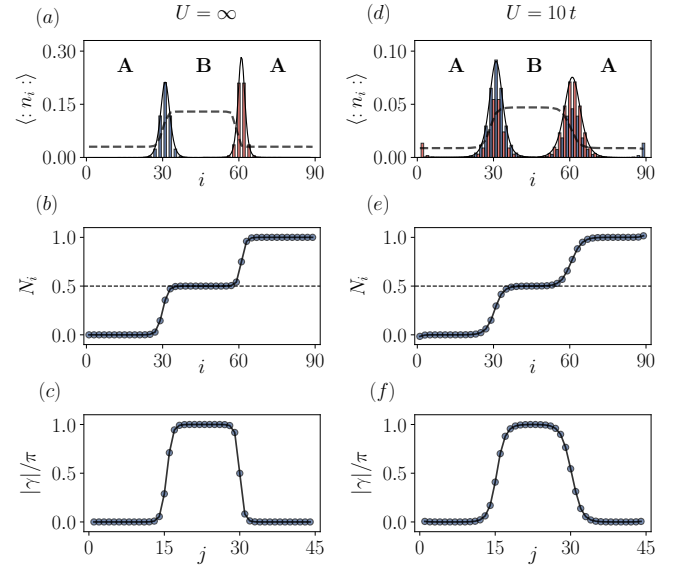 (a) U = ∞
⟨: n_i :⟩
0.30
0.15
0.00
A B A
0 30 60 90
i
(d) U = 10 t
⟨: n_i :⟩
0.10
0.05
0.00
A B A
0 30 60 90
i
(b)
N_i
1.0
0.5
0.0
0 30 60 90
i
(e)
N_i
1.0
0.5
0.0
0 30 60 90
i
(c)
|γ|/π
1.0
0.5
0.0
0 15 30 45
j
(f)
|γ|/π
1.0
0.5
0.0
0 15 30 45
j